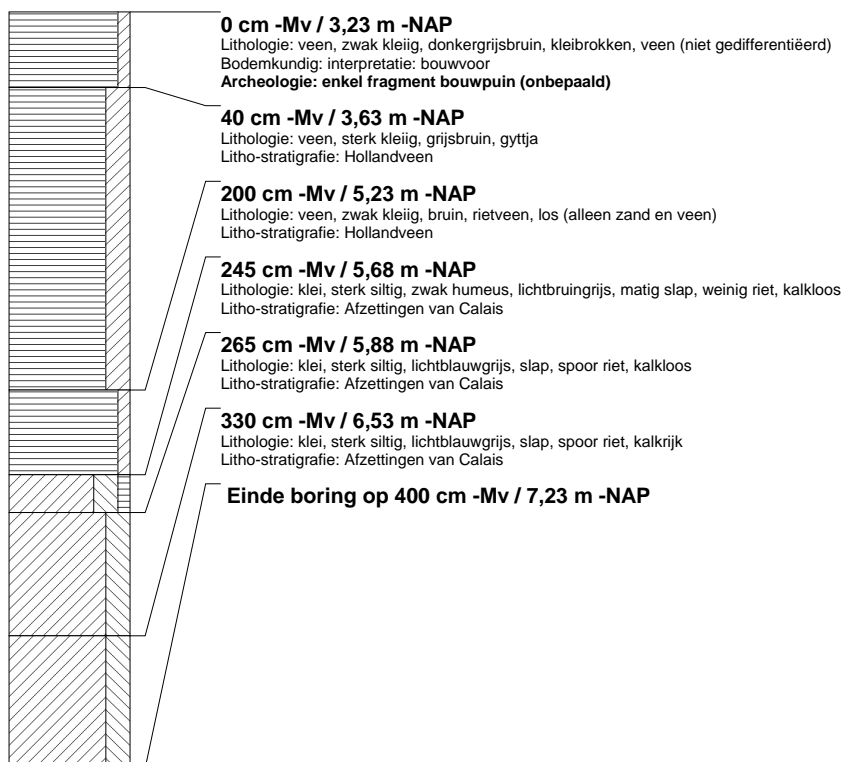 0 cm -Mv / 3,23 m -NAP
Lithologie: veen, zwak kleiig, donkergrijsbruin, kleibrokken, veen (niet gedifferentiëerd)
Bodemkundig: interpretatie: bouwvoor
Archeologie: enkel fragment bouwpuin (onbepaald)
40 cm -Mv / 3,63 m -NAP
Lithologie: veen, sterk kleiig, grijsbruin, gyttja
Litho-stratigrafie: Hollandveen
200 cm -Mv / 5,23 m -NAP
Lithologie: veen, zwak kleiig, bruin, rietveen, los (alleen zand en veen)
Litho-stratigrafie: Hollandveen
245 cm -Mv / 5,68 m -NAP
Lithologie: klei, sterk siltig, zwak humeus, lichtbruingrijs, matig slap, weinig riet, kalkloos
Litho-stratigrafie: Afzettingen van Calais
265 cm -Mv / 5,88 m -NAP
Lithologie: klei, sterk siltig, lichtblauwgrijs, slap, spoor riet, kalkloos
Litho-stratigrafie: Afzettingen van Calais
330 cm -Mv / 6,53 m -NAP
Lithologie: klei, sterk siltig, lichtblauwgrijs, slap, spoor riet, kalkrijk
Litho-stratigrafie: Afzettingen van Calais
Einde boring op 400 cm -Mv / 7,23 m -NAP